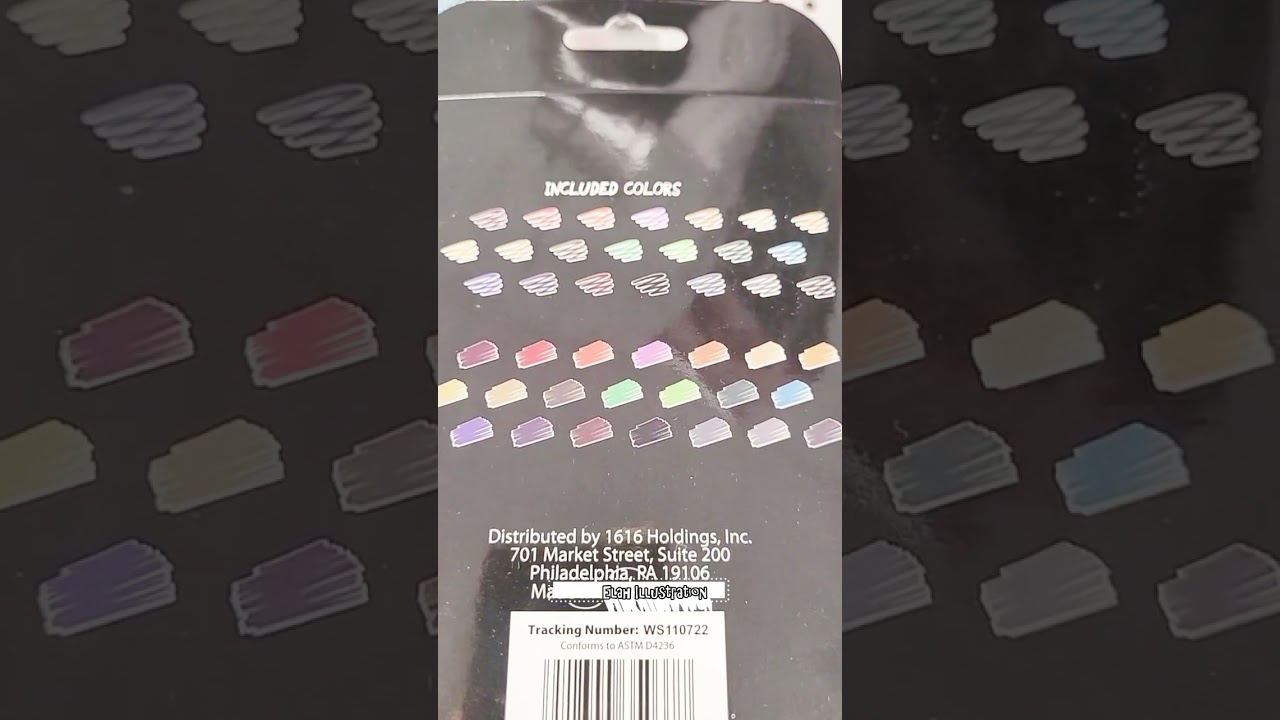 INCLUDED COLORS
Distributed by 1616 Holdings, Inc.
701 Market Street, Suite 200
Philadelphia, PA 19106
Elah Illustration
Tracking Number: WS110722
Conforms to ASTM D4236